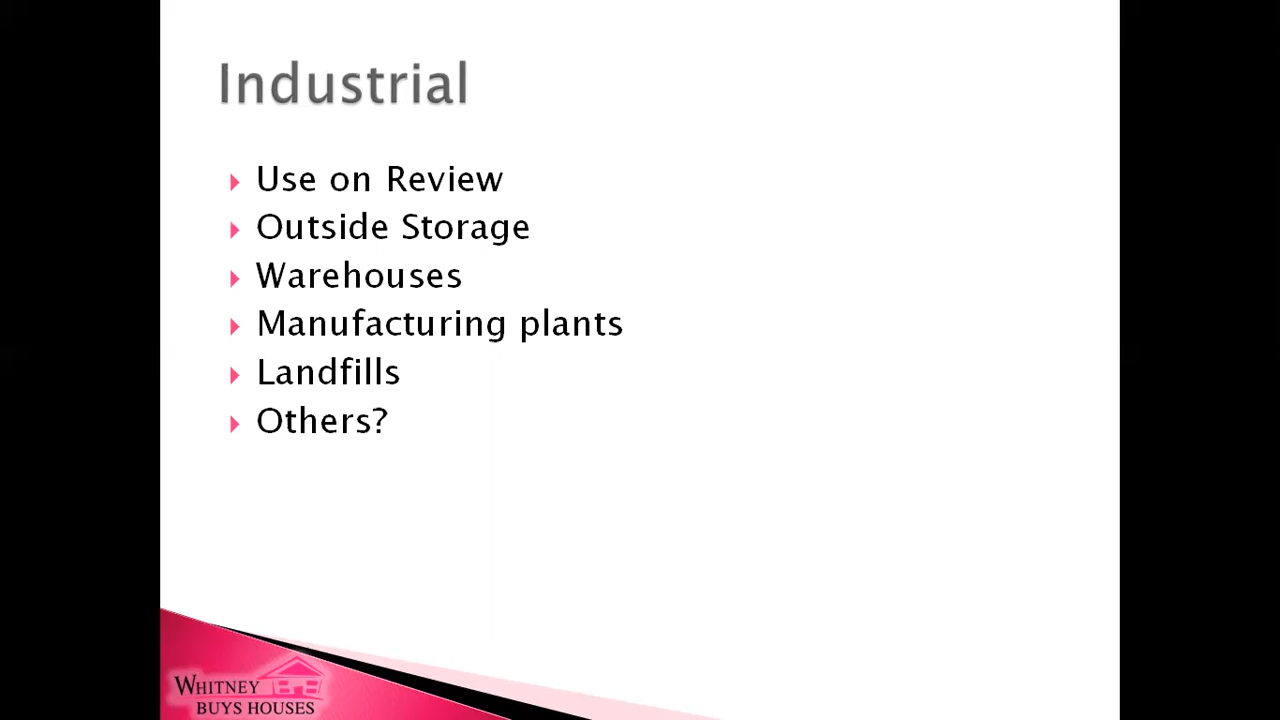 Industrial
Use on Review
Outside Storage
Warehouses
Manufacturing plants
Landfills
Others?
WHITNEY
BUYS HOUSES